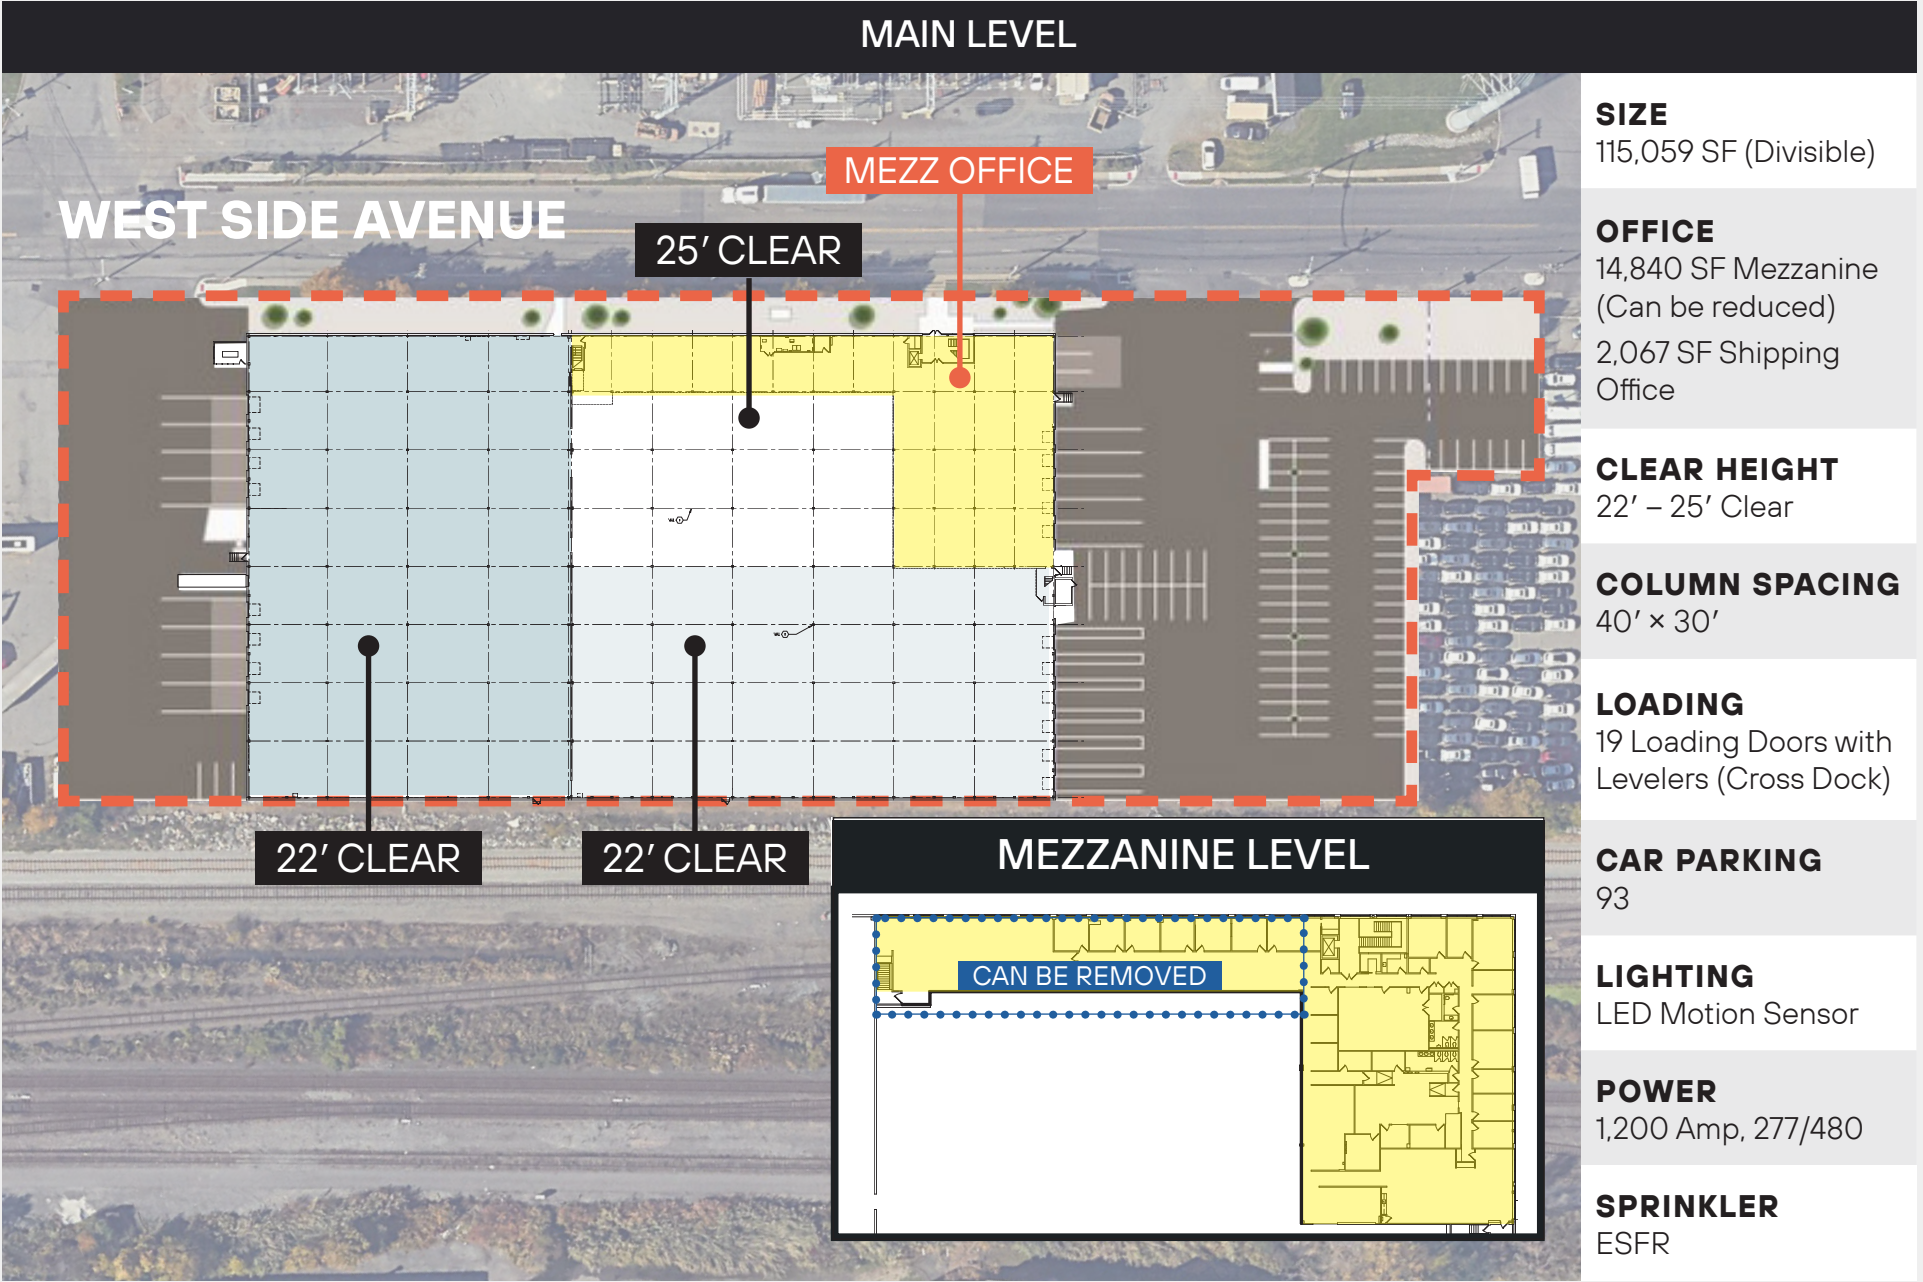 MAIN LEVEL
WEST SIDE AVENUE
MEZZ OFFICE
25′ CLEAR
22′ CLEAR
22′ CLEAR
MEZZANINE LEVEL
CAN BE REMOVED
SIZE
115,059 SF (Divisible)
OFFICE
14,840 SF Mezzanine
(Can be reduced)
2,067 SF Shipping
Office
CLEAR HEIGHT
22′ – 25′ Clear
COLUMN SPACING
40′ × 30′
LOADING
19 Loading Doors with
Levelers (Cross Dock)
CAR PARKING
93
LIGHTING
LED Motion Sensor
POWER
1,200 Amp, 277/480
SPRINKLER
ESFR